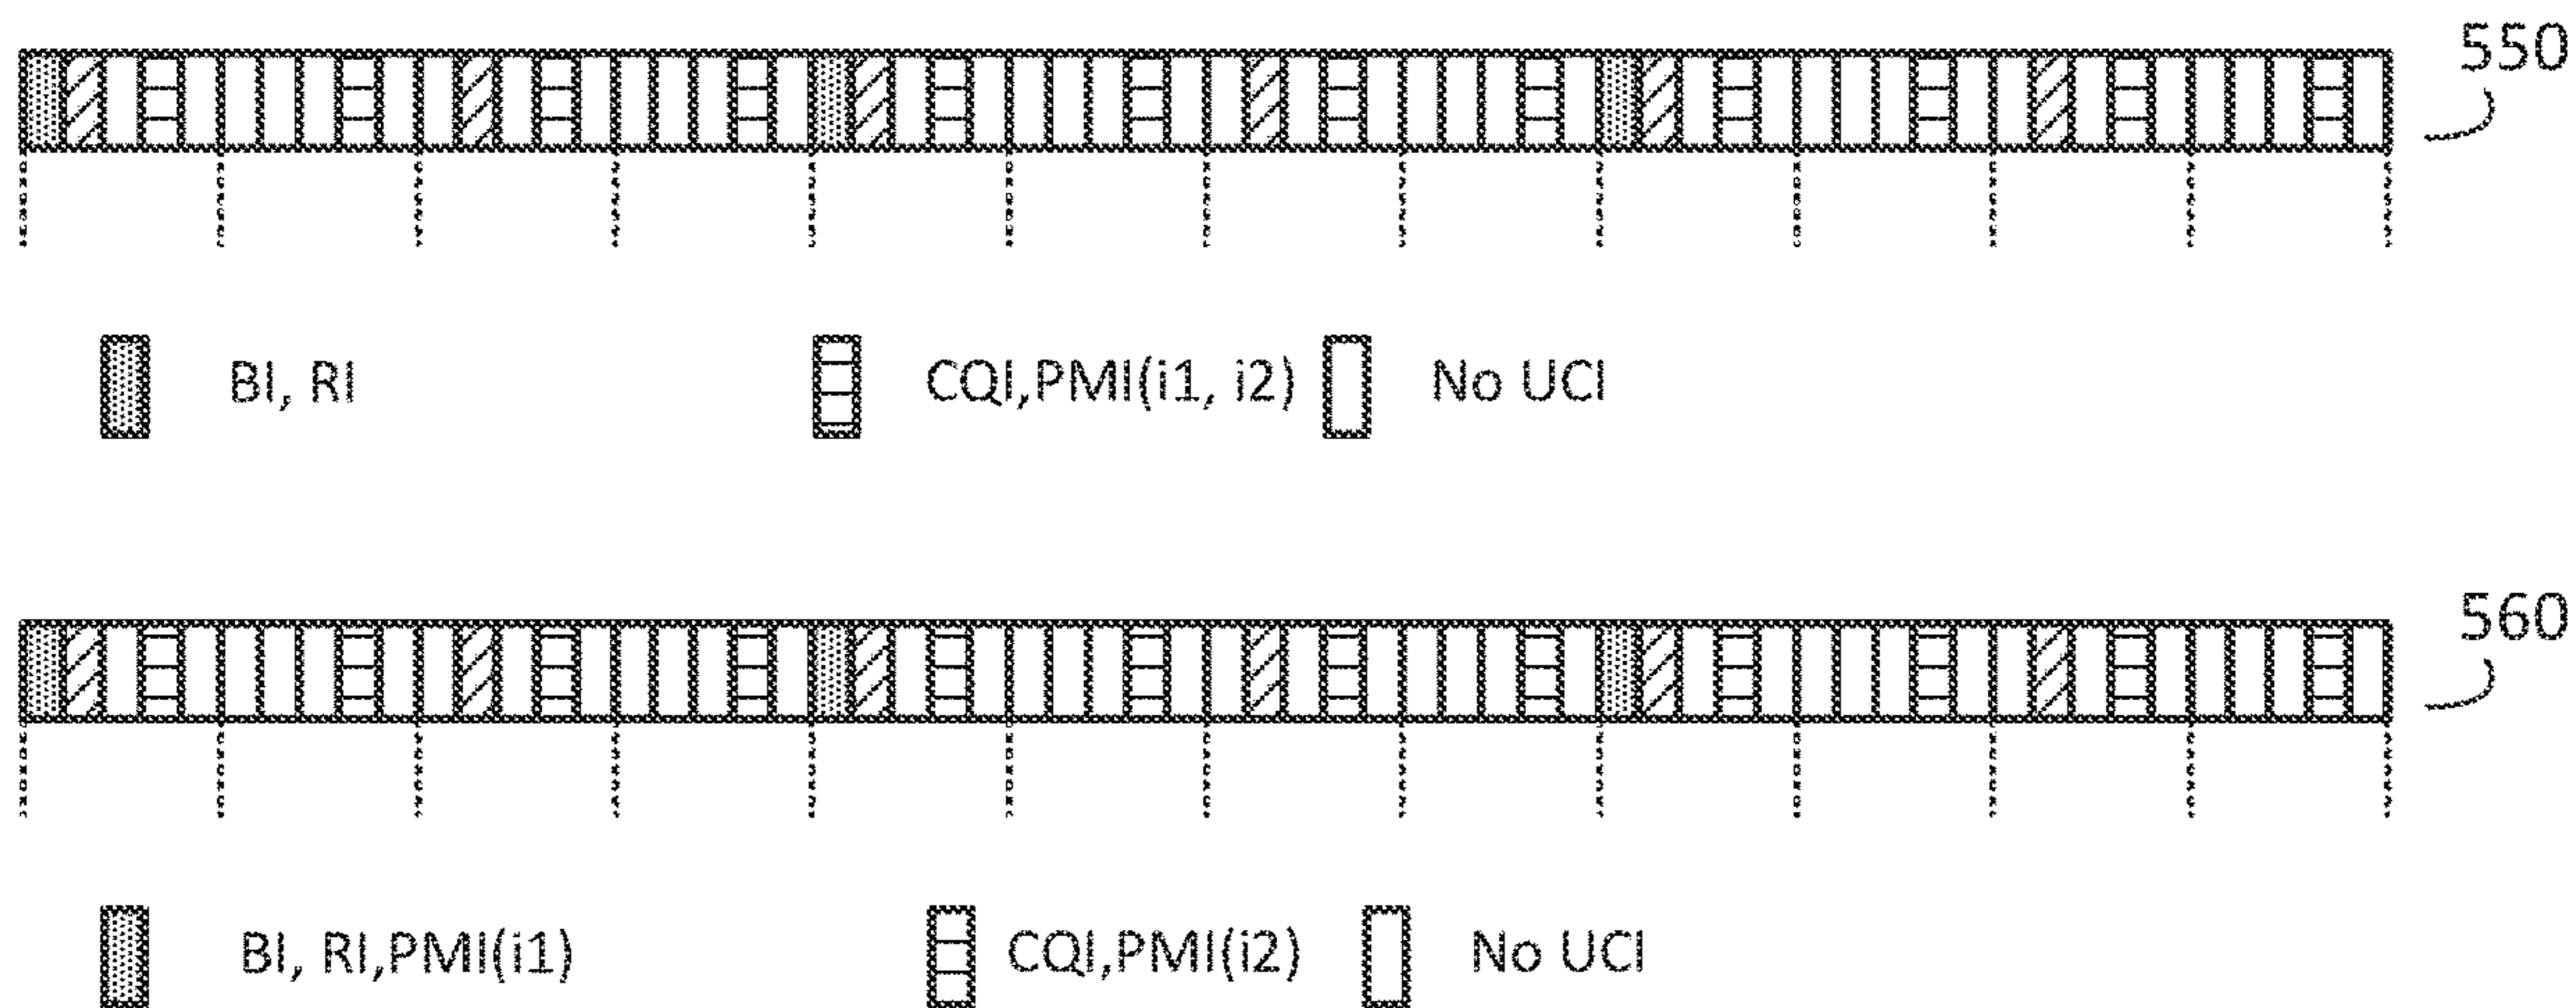 550
BI, RI
CQI,PMI(i1, i2)
No UCI
560
BI, RI,PMI(i1)
CQI,PMI(i2)
No UCI